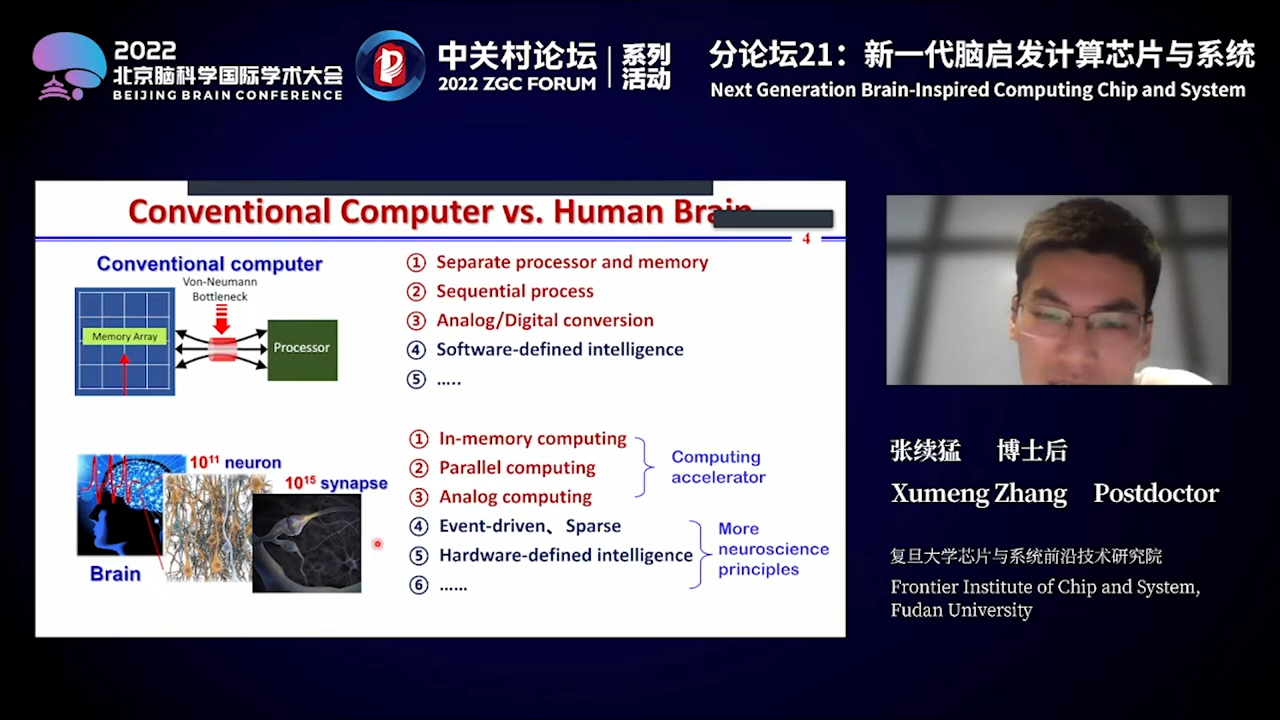 2022
北京脑科学国际学术大会
BEIJING BRAIN CONFERENCE
中关村论坛
2022 ZGC FORUM
系列
活动
分论坛21：新一代脑启发计算芯片与系统
Next Generation Brain-Inspired Computing Chip and System
Conventional Computer vs. Human Brain
4
Conventional computer
Von-Neumann
Bottleneck
Memory Array
Processor
① Separate processor and memory
② Sequential process
③ Analog/Digital conversion
④ Software-defined intelligence
⑤ .....
10¹¹ neuron
10¹⁵ synapse
Brain
① In-memory computing
② Parallel computing
③ Analog computing
Computing
accelerator
④ Event-driven、Sparse
⑤ Hardware-defined intelligence
⑥ ......
More
neuroscience
principles
张续猛 博士后
Xumeng Zhang Postdoctor
复旦大学芯片与系统前沿技术研究院
Frontier Institute of Chip and System,
Fudan University